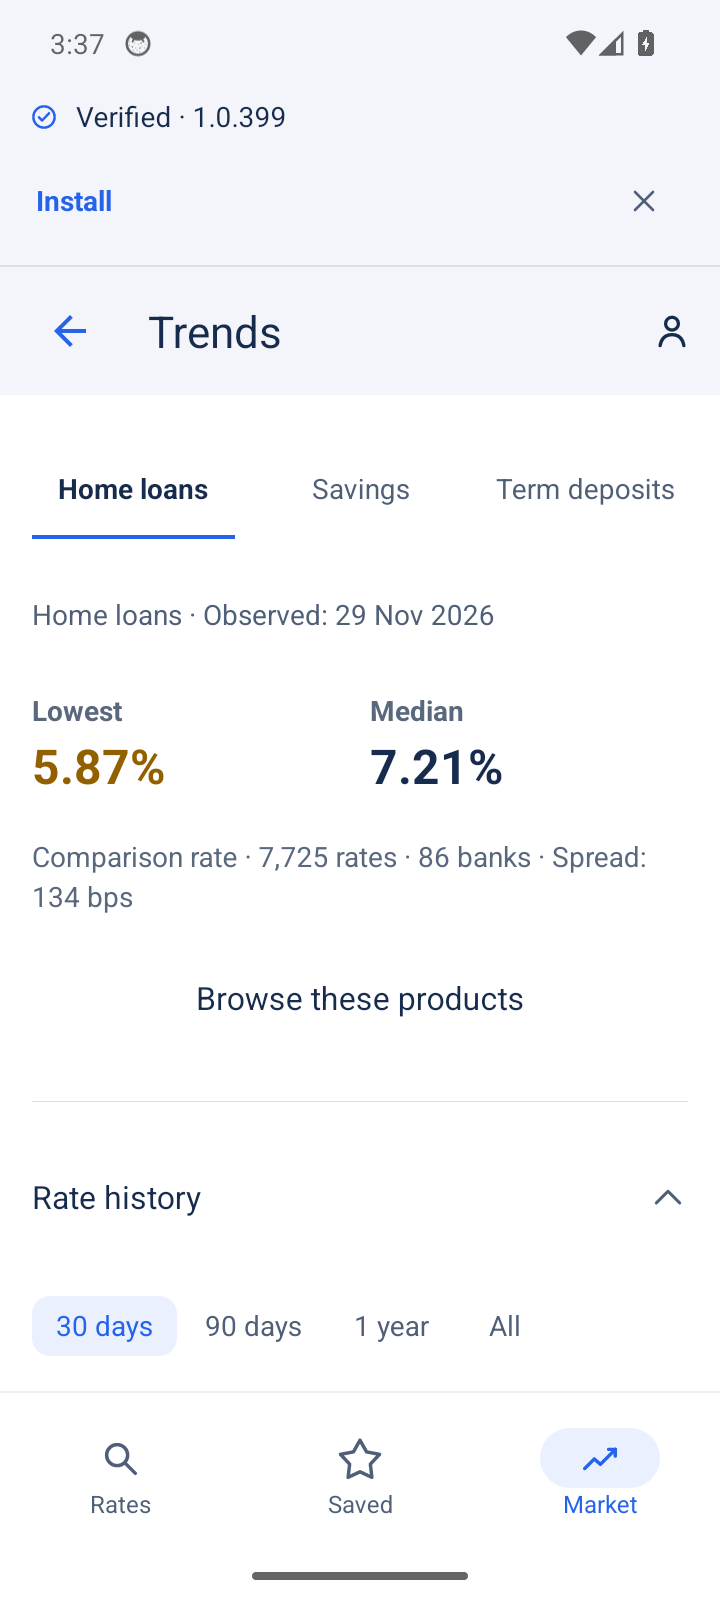 3:37
Verified · 1.0.399
Install
Trends
Home loans Savings Term deposits
Home loans · Observed: 29 Nov 2026
Lowest Median
5.87% 7.21%
Comparison rate · 7,725 rates · 86 banks · Spread:
134 bps
Browse these products
Rate history
30 days 90 days 1 year All
Rates Saved Market